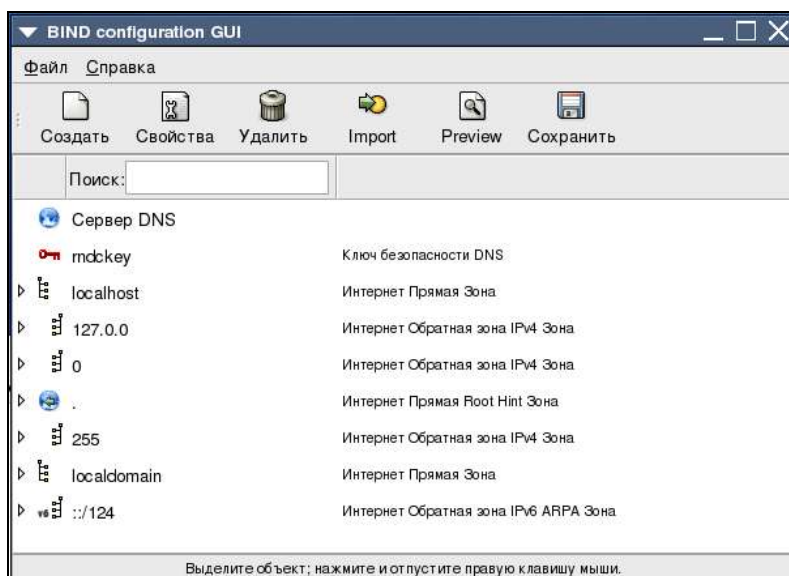 BIND configuration GUI
Файл Справка
Создать Свойства Удалить Import Preview Сохранить
Поиск:
Сервер DNS
rndckey Ключ безопасности DNS
localhost Интернет Прямая Зона
127.0.0 Интернет Обратная зона IPv4 Зона
0 Интернет Обратная зона IPv4 Зона
. Интернет Прямая Root Hint Зона
255 Интернет Обратная зона IPv4 Зона
localdomain Интернет Прямая Зона
v6 ::/124 Интернет Обратная зона IPv6 ARPA Зона
Выделите объект; нажмите и отпустите правую клавишу мыши.